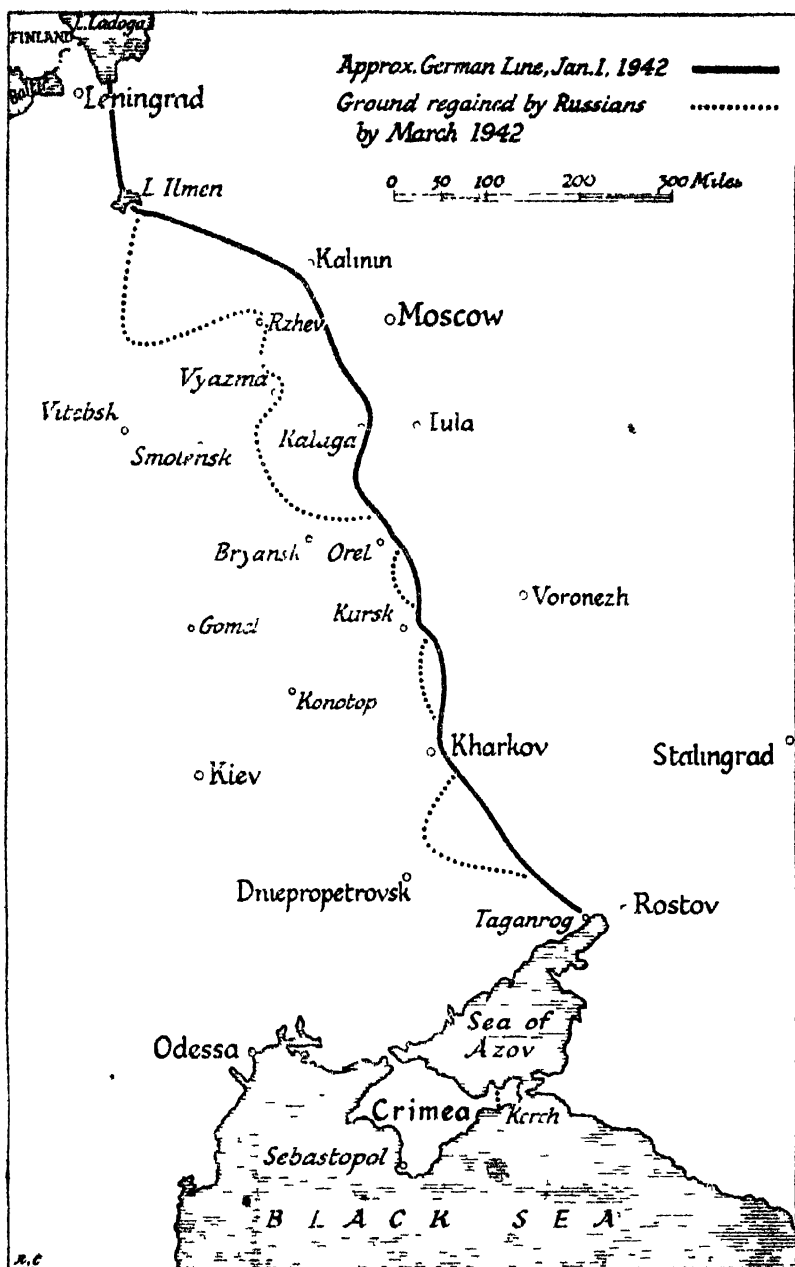 L. Ladoga
FINLAND
Baltic
Leningrad
Approx. German Line, Jan. 1, 1942
Ground regained by Russians
by March 1942
0 50 100 200 300 Miles
L Ilmen
Kalinin
Rzhev
Moscow
Vyazma
Vitebsk
Kaluga
Tula
Smolensk
Bryansk
Orel
Voronezh
Gomel
Kursk
Konotop
Kharkov
Stalingrad
Kiev
Dnuepropetrovsk
Taganrog
Rostov
Sea of
Azov
Odessa
Crimea
Kerch
Sebastopol
BLACK SEA
R.C